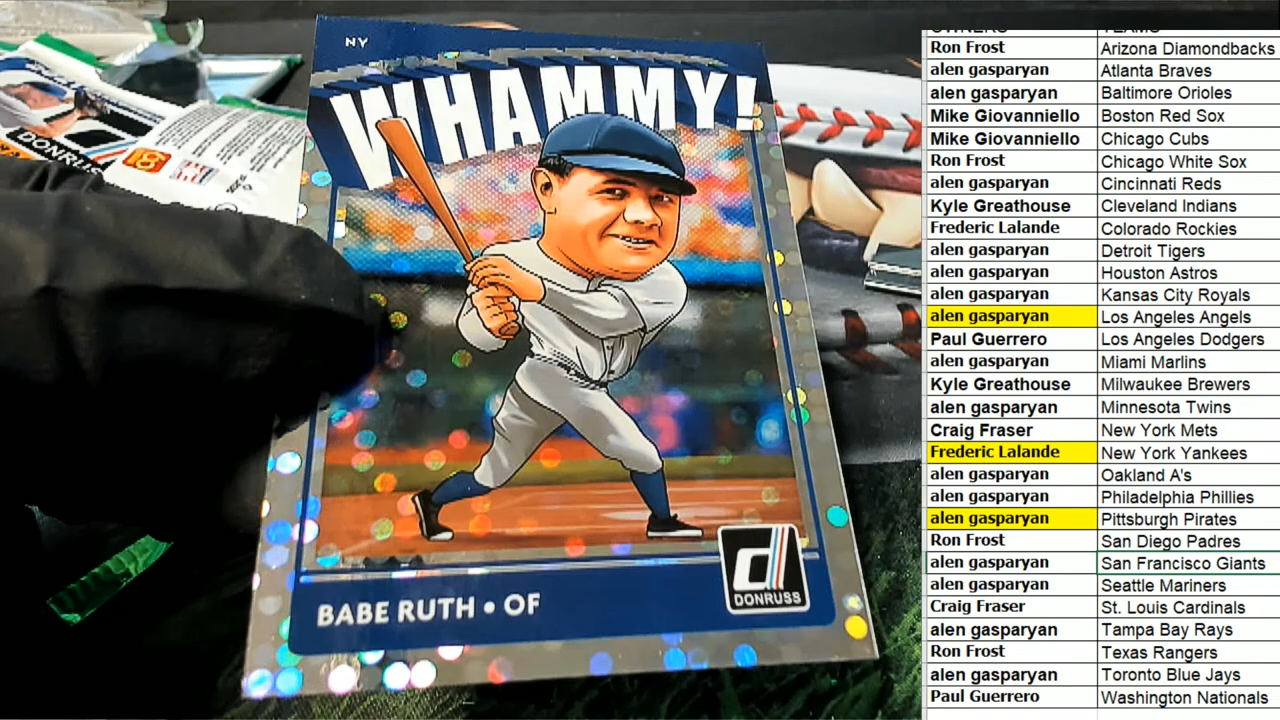 NY
WHAMMY!
DONRUSS
BABE RUTH • OF
d
DONRUSS
OWNERS TEAMS
Ron Frost Arizona Diamondbacks
alen gasparyan Atlanta Braves
alen gasparyan Baltimore Orioles
Mike Giovanniello Boston Red Sox
Mike Giovanniello Chicago Cubs
Ron Frost Chicago White Sox
alen gasparyan Cincinnati Reds
Kyle Greathouse Cleveland Indians
Frederic Lalande Colorado Rockies
alen gasparyan Detroit Tigers
alen gasparyan Houston Astros
alen gasparyan Kansas City Royals
alen gasparyan Los Angeles Angels
Paul Guerrero Los Angeles Dodgers
alen gasparyan Miami Marlins
Kyle Greathouse Milwaukee Brewers
alen gasparyan Minnesota Twins
Craig Fraser New York Mets
Frederic Lalande New York Yankees
alen gasparyan Oakland A's
alen gasparyan Philadelphia Phillies
alen gasparyan Pittsburgh Pirates
Ron Frost San Diego Padres
alen gasparyan San Francisco Giants
alen gasparyan Seattle Mariners
Craig Fraser St. Louis Cardinals
alen gasparyan Tampa Bay Rays
Ron Frost Texas Rangers
alen gasparyan Toronto Blue Jays
Paul Guerrero Washington Nationals